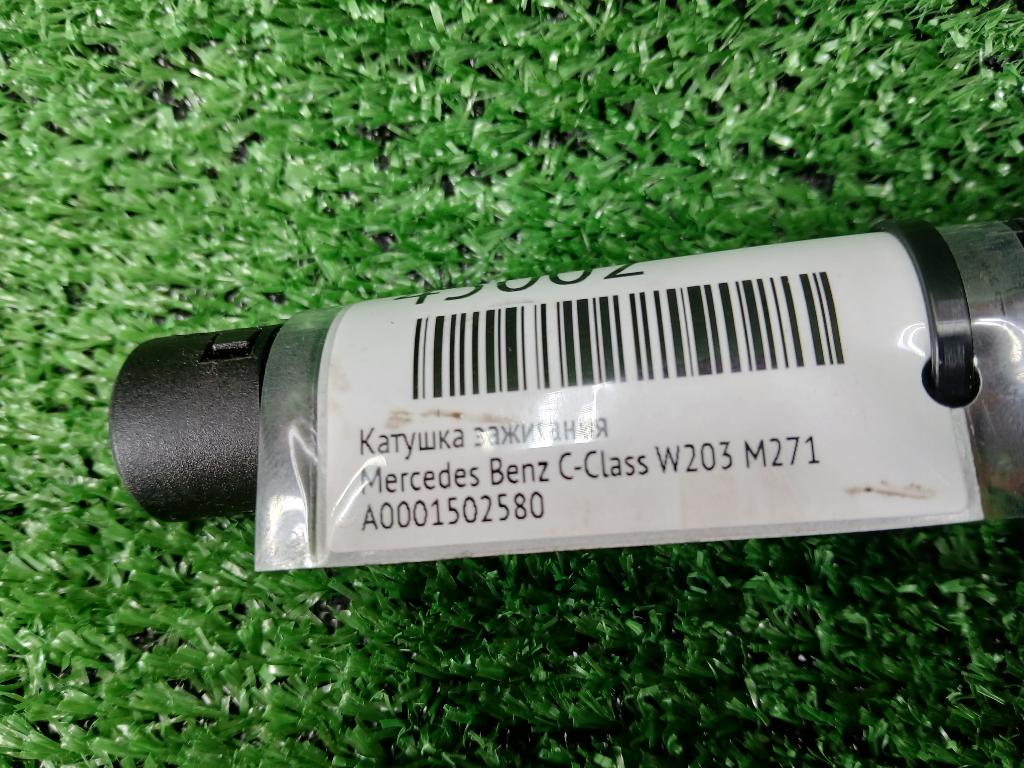 Катушка зажигания
Mercedes Benz C-Class W203 M271
A0001502580